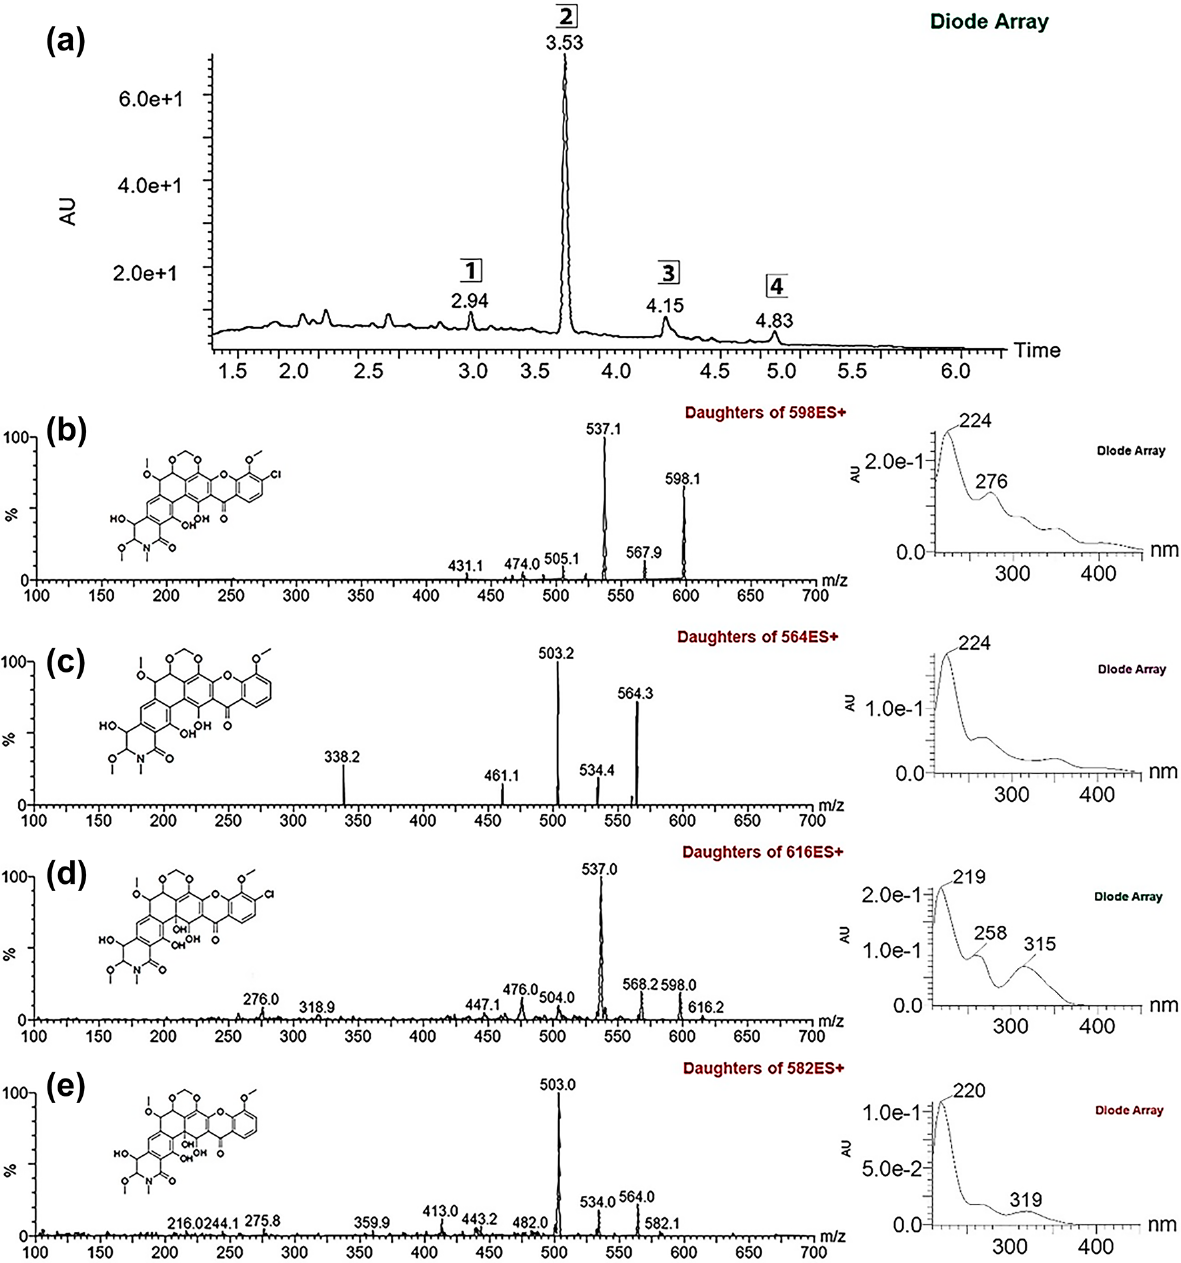 (a)
Diode Array
2
3.53
6.0e+1
4.0e+1
AU
2.0e+1
1
2.94
3
4.15
4
4.83
Time
1.5 2.0 2.5 3.0 3.5 4.0 4.5 5.0 5.5 6.0
(b)
Daughters of 598ES+
100
%
0
537.1
598.1
567.9
505.1
474.0
431.1
O O O O Cl
O O
HO OH OH O
O N O
100 150 200 250 300 350 400 450 500 550 600 650 700 m/z
224
Diode Array
AU
2.0e-1
276
0.0
300 400 nm
(c)
Daughters of 564ES+
100
%
0
503.2
564.3
338.2
534.4
461.1
O O O
O O
HO OH OH O
O N O
100 150 200 250 300 350 400 450 500 550 600 650 700 m/z
224
Diode Array
AU
1.0e-1
0.0
300 400 nm
(d)
Daughters of 616ES+
100
%
0
537.0
568.2 598.0
616.2
504.0
476.0
447.1
318.9
276.0
O O O Cl
O O
OH
HO OH OH O
O N O
100 150 200 250 300 350 400 450 500 550 600 650 700 m/z
219
Diode Array
AU
2.0e-1
258 315
1.0e-1
0.0
300 400 nm
(e)
Daughters of 582ES+
100
%
0
503.0
534.0 564.0
582.1
482.0
443.2
413.0
359.9
275.8
244.1
216.0
O O O
O O
OH
HO OH OH O
O N O
100 150 200 250 300 350 400 450 500 550 600 650 700 m/z
220
Diode Array
AU
1.0e-1
5.0e-2
319
0.0
300 400 nm